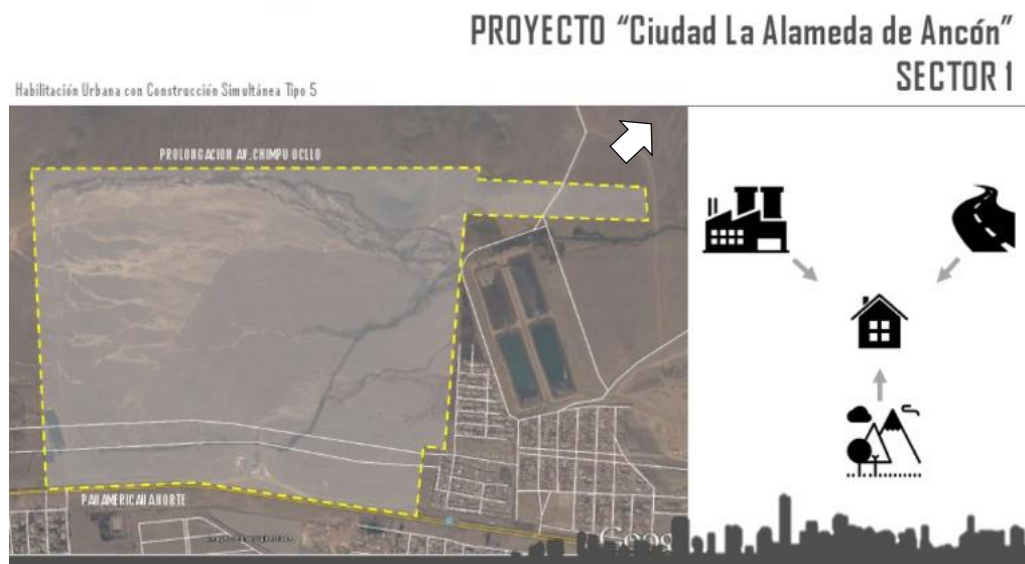 PROYECTO “Ciudad La Alameda de Ancón”
SECTOR 1
Habilitación Urbana con Construcción Simultánea Tipo 5
PROLONGACION AV. CHIMPU OCLLO
PANAMERICANA NORTE